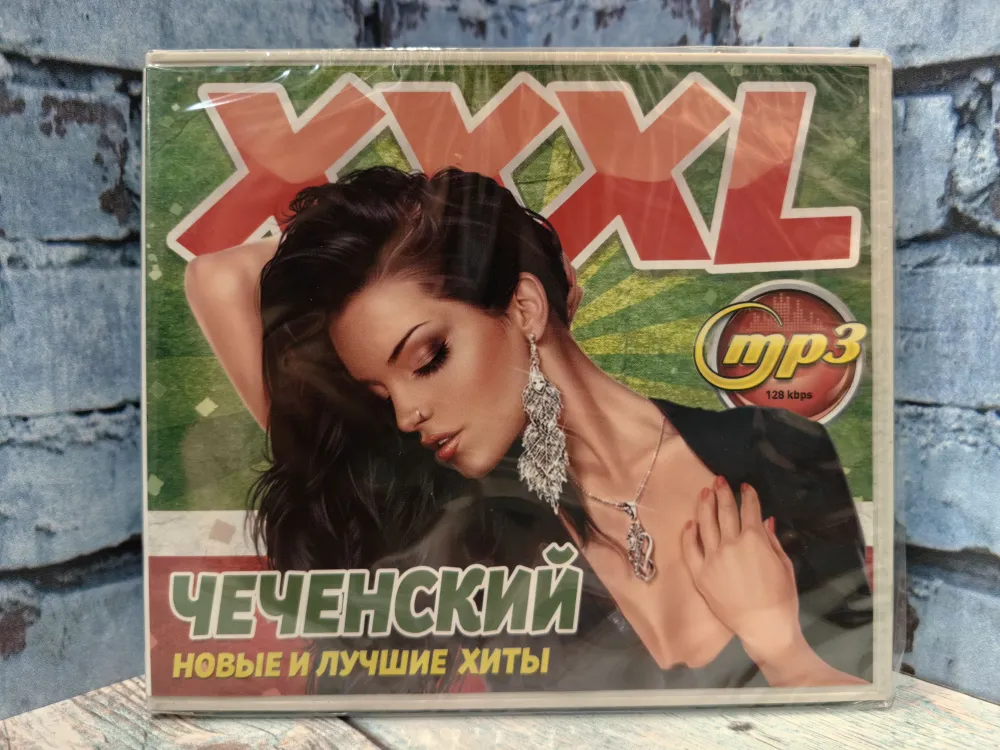 XXXL
mp3
128 kbps
ЧЕЧЕНСКИЙ
НОВЫЕ И ЛУЧШИЕ ХИТЫ